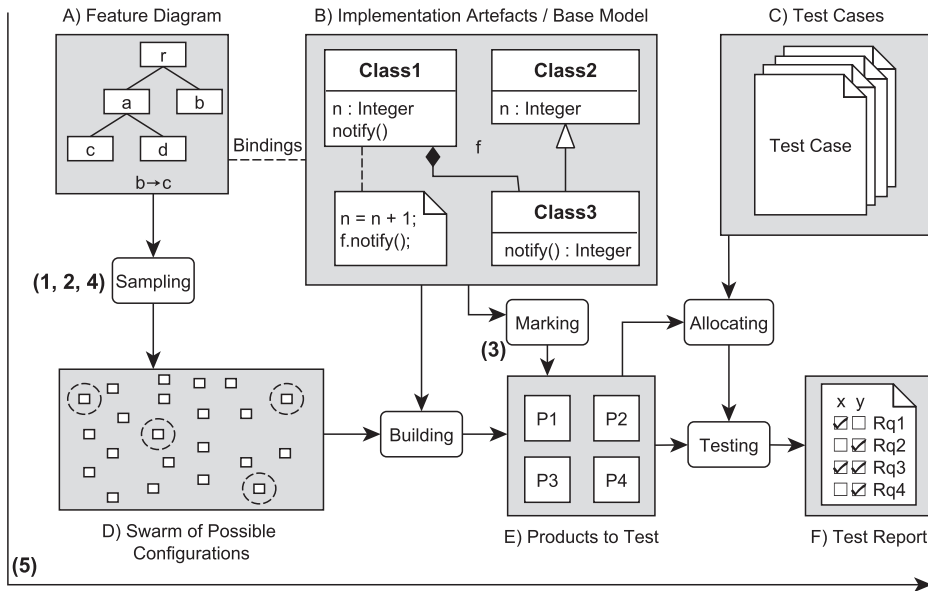 A) Feature Diagram
r
a
b
c
d
b→c
Bindings
B) Implementation Artefacts / Base Model
Class1
n : Integer
notify()
Class2
n : Integer
f
n = n + 1;
f.notify();
Class3
notify() : Integer
C) Test Cases
Test Case
(1, 2, 4)
Sampling
Marking
(3)
Allocating
Building
Testing
P1
P2
P3
P4
x y
Rq1
Rq2
Rq3
Rq4
D) Swarm of Possible
Configurations
E) Products to Test
F) Test Report
(5)